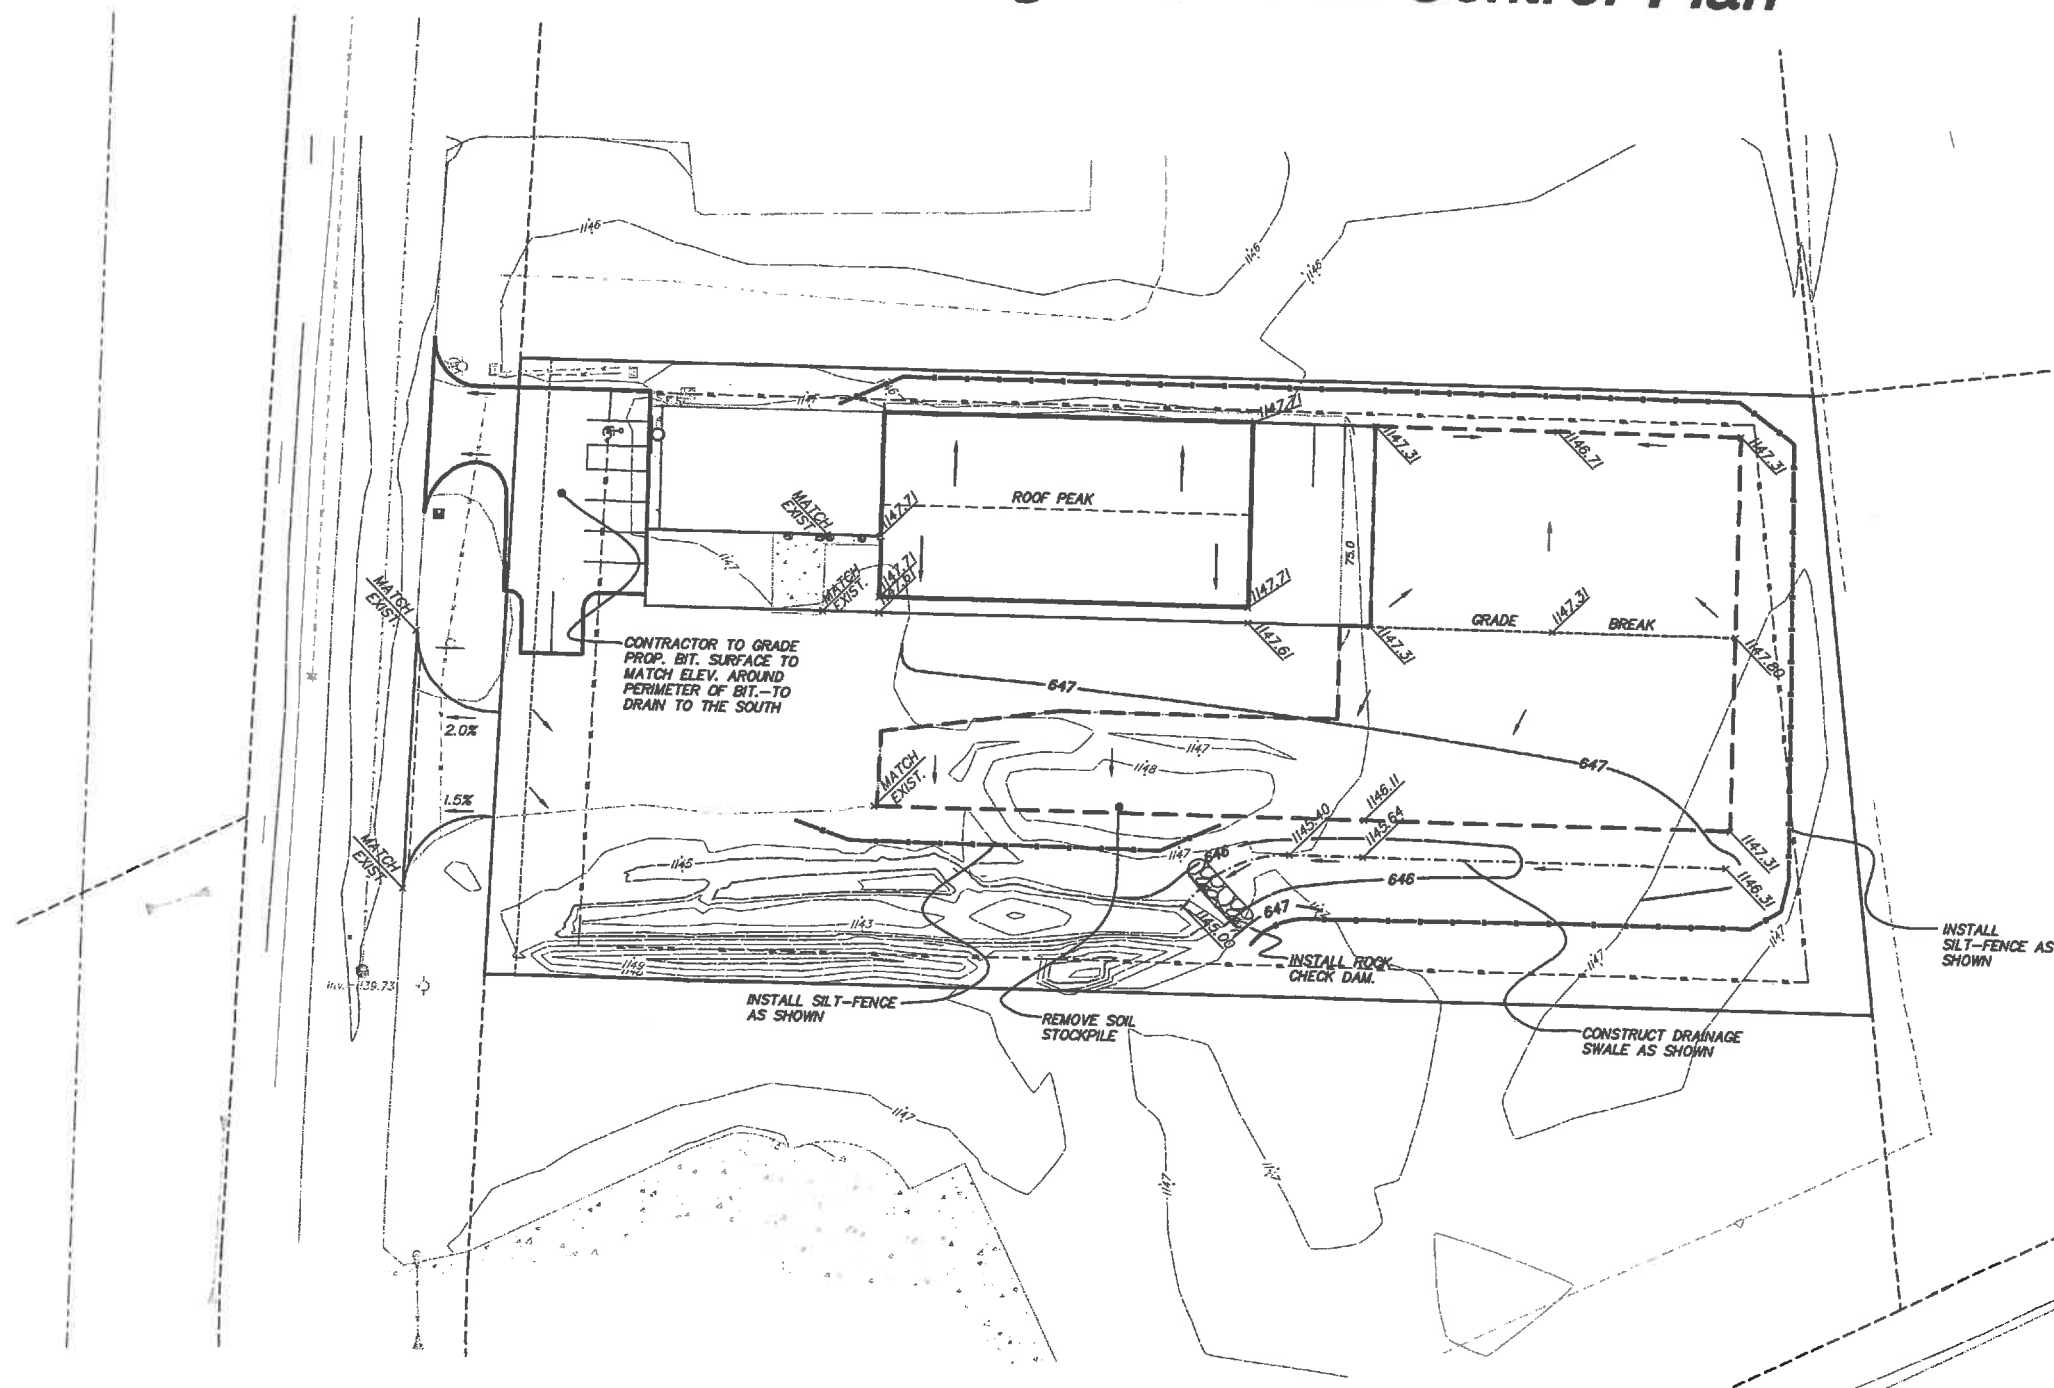 Control Plan
1146
1146
1146
1147.71
1147.31
1146.71
1147.31
ROOF PEAK
MATCH
EXIST.
1147.71
1147
75.0
MATCH
EXIST.
1147.71
1147.61
1147.71
MATCH
EXIST.
GRADE
1147.31
BREAK
1147.61
1147.31
1147.80
CONTRACTOR TO GRADE
PROP. BIT. SURFACE TO
MATCH ELEV. AROUND
PERIMETER OF BIT.-TO
DRAIN TO THE SOUTH
647
2.0%
1147
1148
647
MATCH
EXIST.
1.5%
1146.11
1145.40
1145.64
MATCH
EXIST.
1145
1147
646
646
1147.31
1146.31
647
1143
1145.00
1147
1147
1149
INSTALL
SILT-FENCE AS
SHOWN
INSTALL ROCK
CHECK DAM.
Inv.=1139.73
INSTALL SILT-FENCE
AS SHOWN
REMOVE SOIL
STOCKPILE
CONSTRUCT DRAINAGE
SWALE AS SHOWN
1147
1147
1147